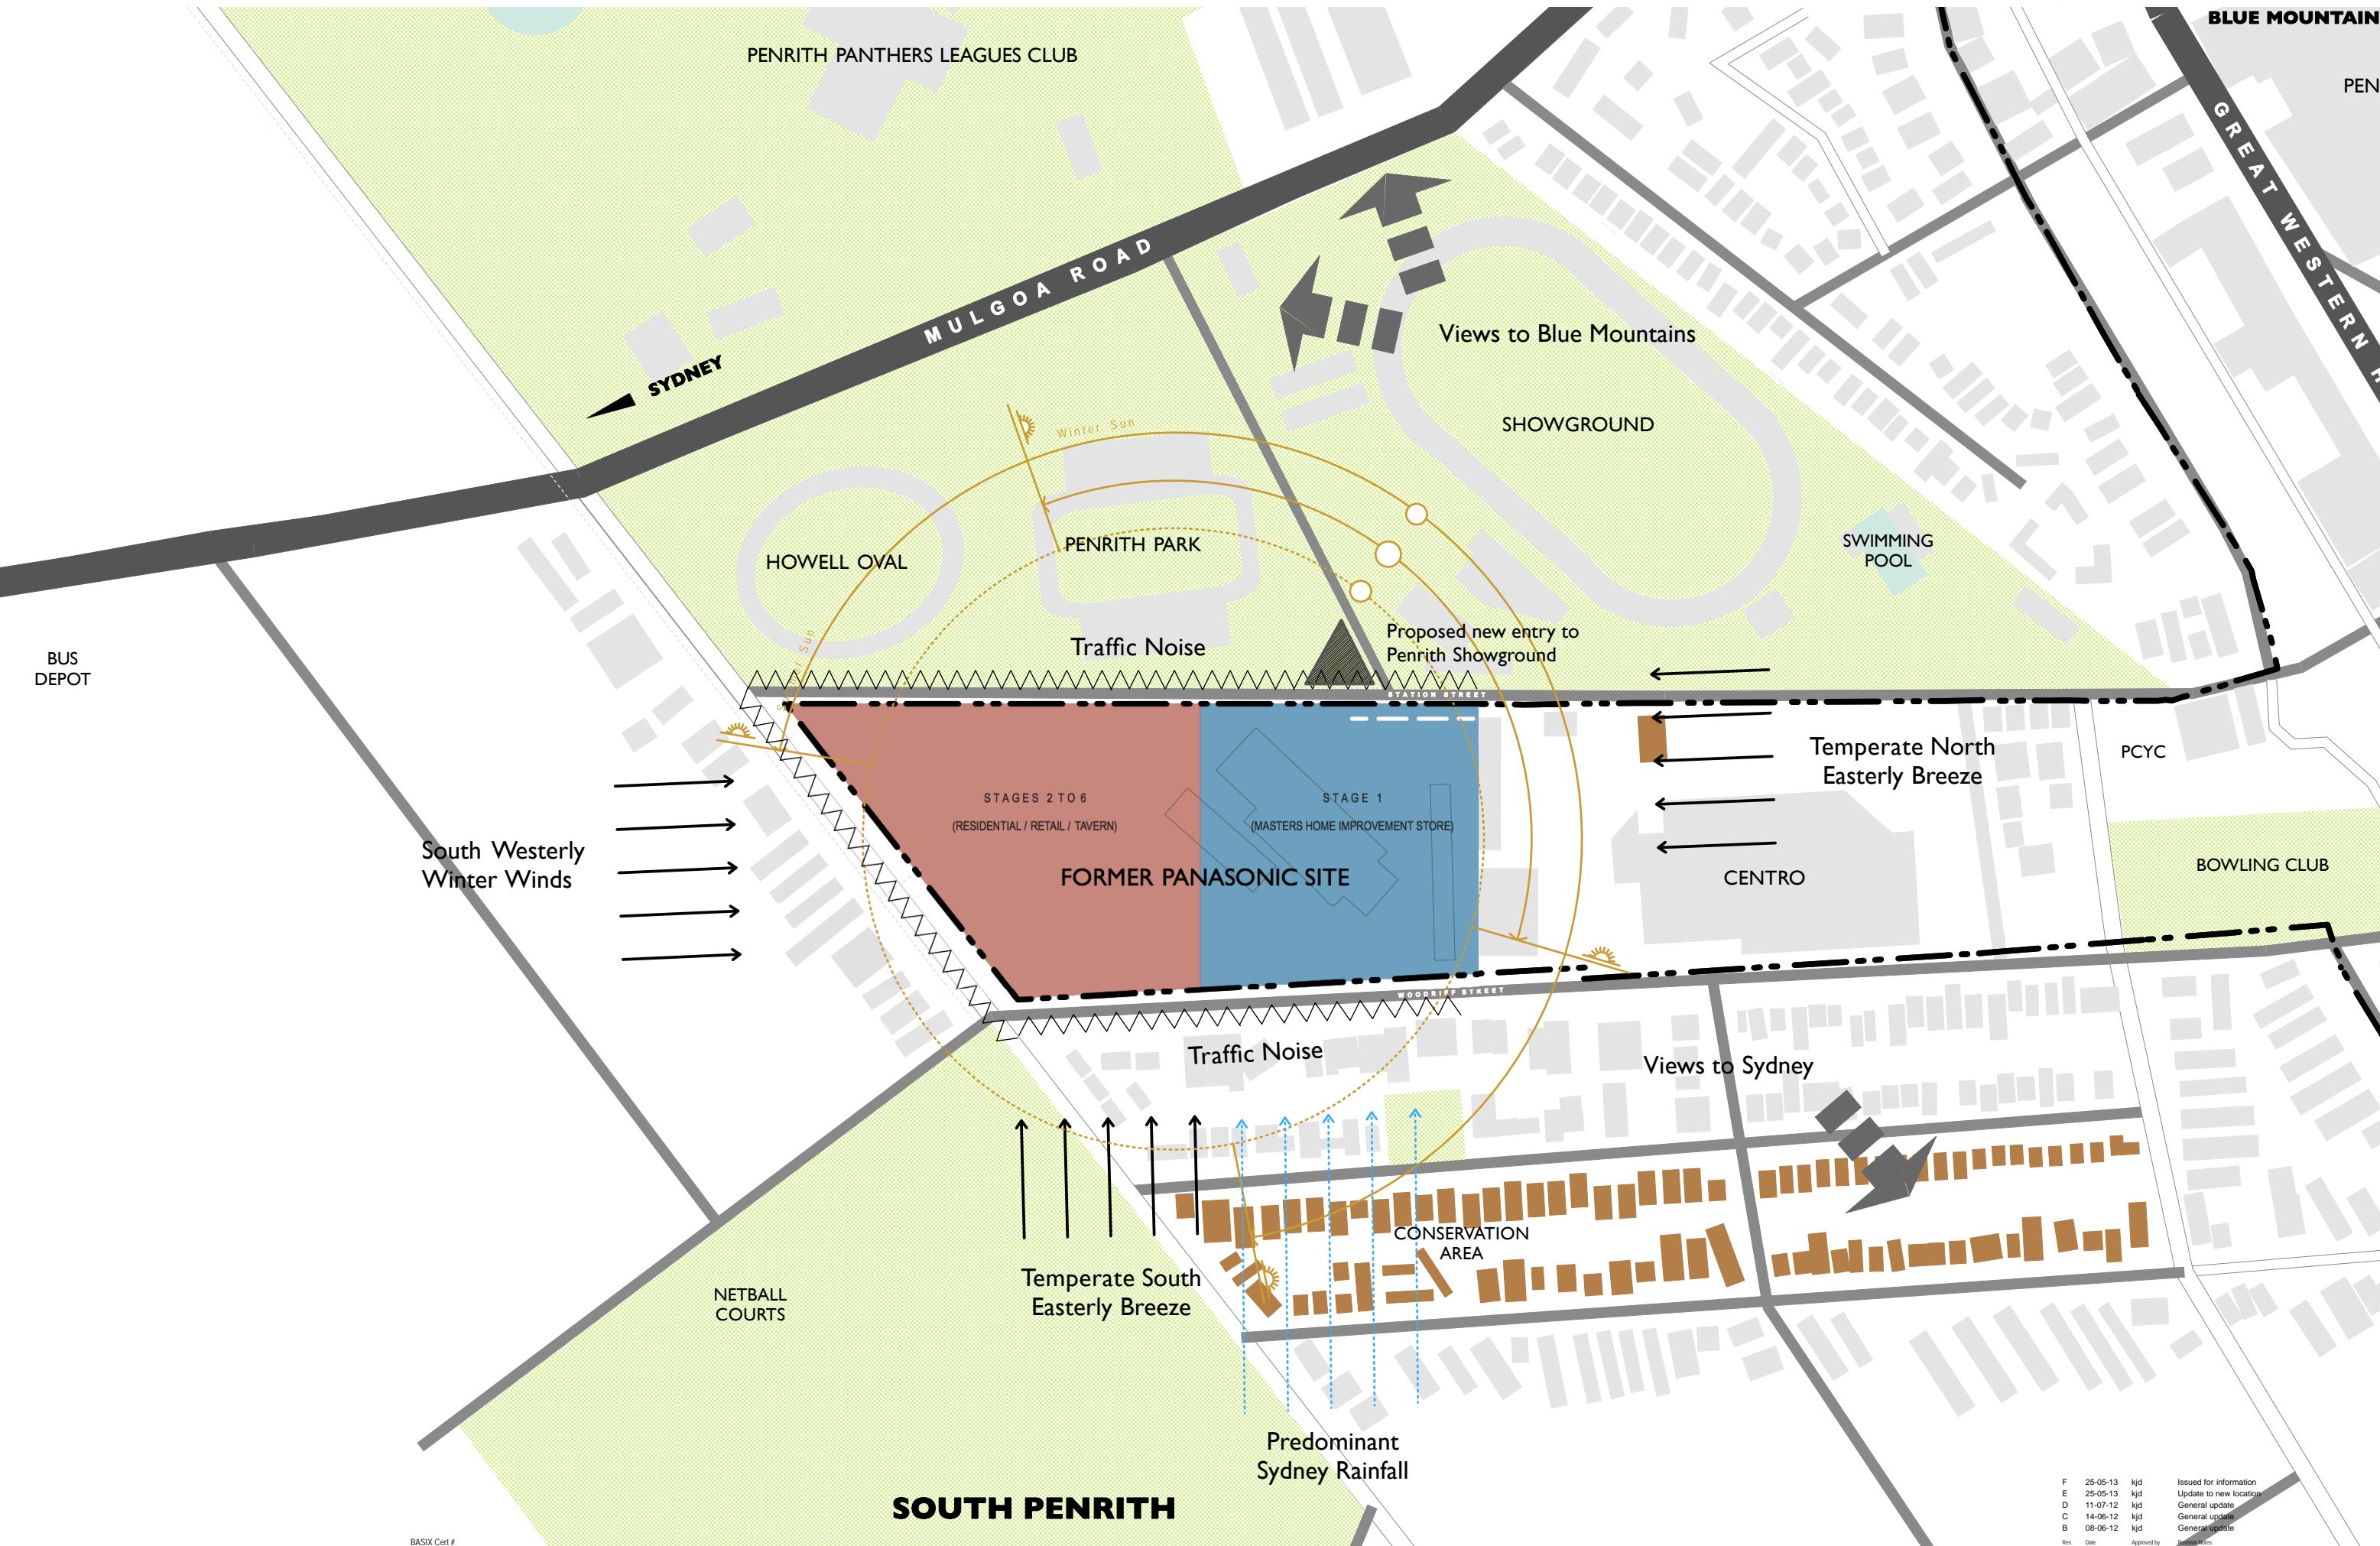 BLUE MOUNTAIN
PENRITH PANTHERS LEAGUES CLUB
PEN
GREAT WESTERN H
MULGOA ROAD
SYDNEY
Views to Blue Mountains
SHOWGROUND
Winter Sun
HOWELL OVAL
PENRITH PARK
SWIMMING
POOL
BUS
DEPOT
Traffic Noise
Proposed new entry to
Penrith Showground
STATION STREET
Temperate North
Easterly Breeze
PCYC
STAGES 2 TO 6
(RESIDENTIAL / RETAIL / TAVERN)
STAGE 1
(MASTERS HOME IMPROVEMENT STORE)
South Westerly
Winter Winds
FORMER PANASONIC SITE
CENTRO
BOWLING CLUB
WOODRIFF STREET
Traffic Noise
Views to Sydney
CONSERVATION
AREA
Temperate South
Easterly Breeze
NETBALL
COURTS
Predominant
Sydney Rainfall
SOUTH PENRITH
F 25-05-13 kjd Issued for information
E 25-05-13 kjd Update to new location
D 11-07-12 kjd General update
C 14-06-12 kjd General update
B 08-06-12 kjd General update
Rev. Date Approved by Revision Notes
BASIX Cert #